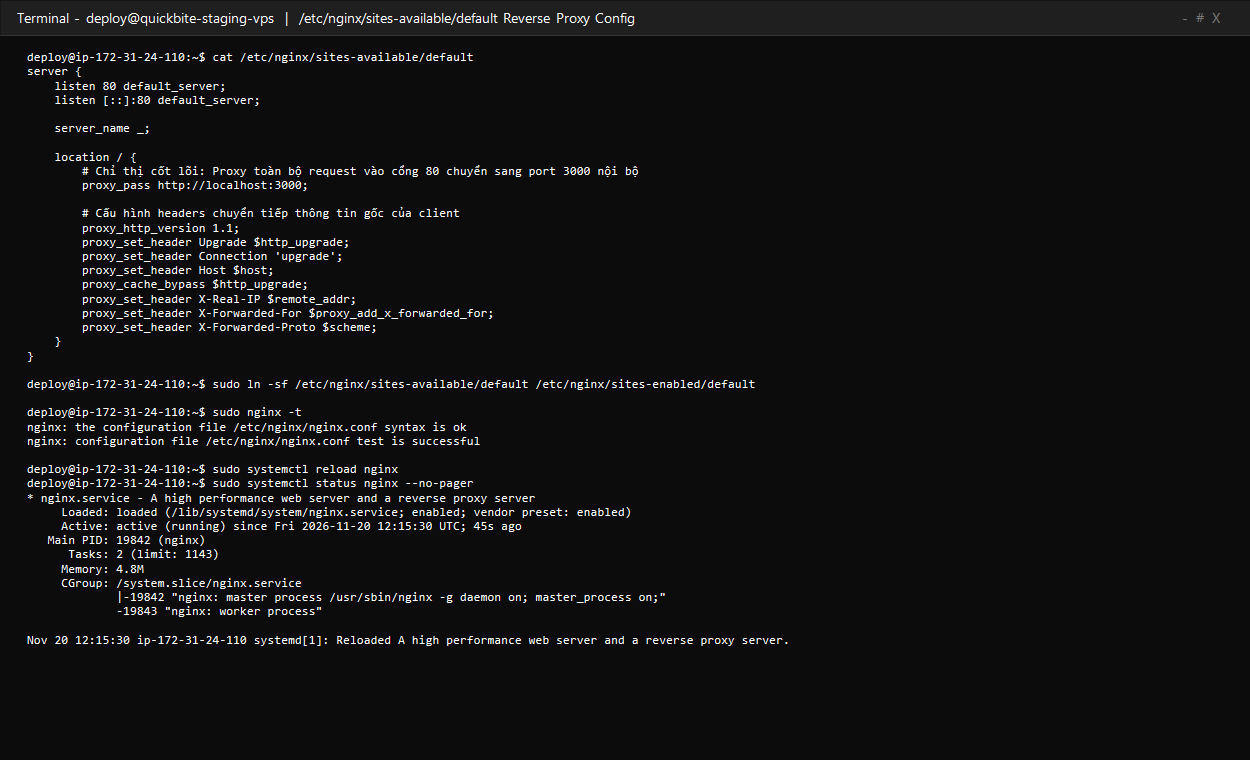 Terminal - deploy@quickbite-staging-vps | /etc/nginx/sites-available/default Reverse Proxy Config
- # X
deploy@ip-172-31-24-110:~$ cat /etc/nginx/sites-available/default
server {
    listen 80 default_server;
    listen [::]:80 default_server;

    server_name _;

    location / {
        # Chỉ thị cốt lõi: Proxy toàn bộ request vào cổng 80 chuyển sang port 3000 nội bộ
        proxy_pass http://localhost:3000;

        # Cấu hình headers chuyển tiếp thông tin gốc của client
        proxy_http_version 1.1;
        proxy_set_header Upgrade $http_upgrade;
        proxy_set_header Connection 'upgrade';
        proxy_set_header Host $host;
        proxy_cache_bypass $http_upgrade;
        proxy_set_header X-Real-IP $remote_addr;
        proxy_set_header X-Forwarded-For $proxy_add_x_forwarded_for;
        proxy_set_header X-Forwarded-Proto $scheme;
    }
}

deploy@ip-172-31-24-110:~$ sudo ln -sf /etc/nginx/sites-available/default /etc/nginx/sites-enabled/default

deploy@ip-172-31-24-110:~$ sudo nginx -t
nginx: the configuration file /etc/nginx/nginx.conf syntax is ok
nginx: configuration file /etc/nginx/nginx.conf test is successful

deploy@ip-172-31-24-110:~$ sudo systemctl reload nginx
deploy@ip-172-31-24-110:~$ sudo systemctl status nginx --no-pager
* nginx.service - A high performance web server and a reverse proxy server
     Loaded: loaded (/lib/systemd/system/nginx.service; enabled; vendor preset: enabled)
     Active: active (running) since Fri 2026-11-20 12:15:30 UTC; 45s ago
   Main PID: 19842 (nginx)
      Tasks: 2 (limit: 1143)
     Memory: 4.8M
     CGroup: /system.slice/nginx.service
             |-19842 "nginx: master process /usr/sbin/nginx -g daemon on; master_process on;"
             -19843 "nginx: worker process"

Nov 20 12:15:30 ip-172-31-24-110 systemd[1]: Reloaded A high performance web server and a reverse proxy server.